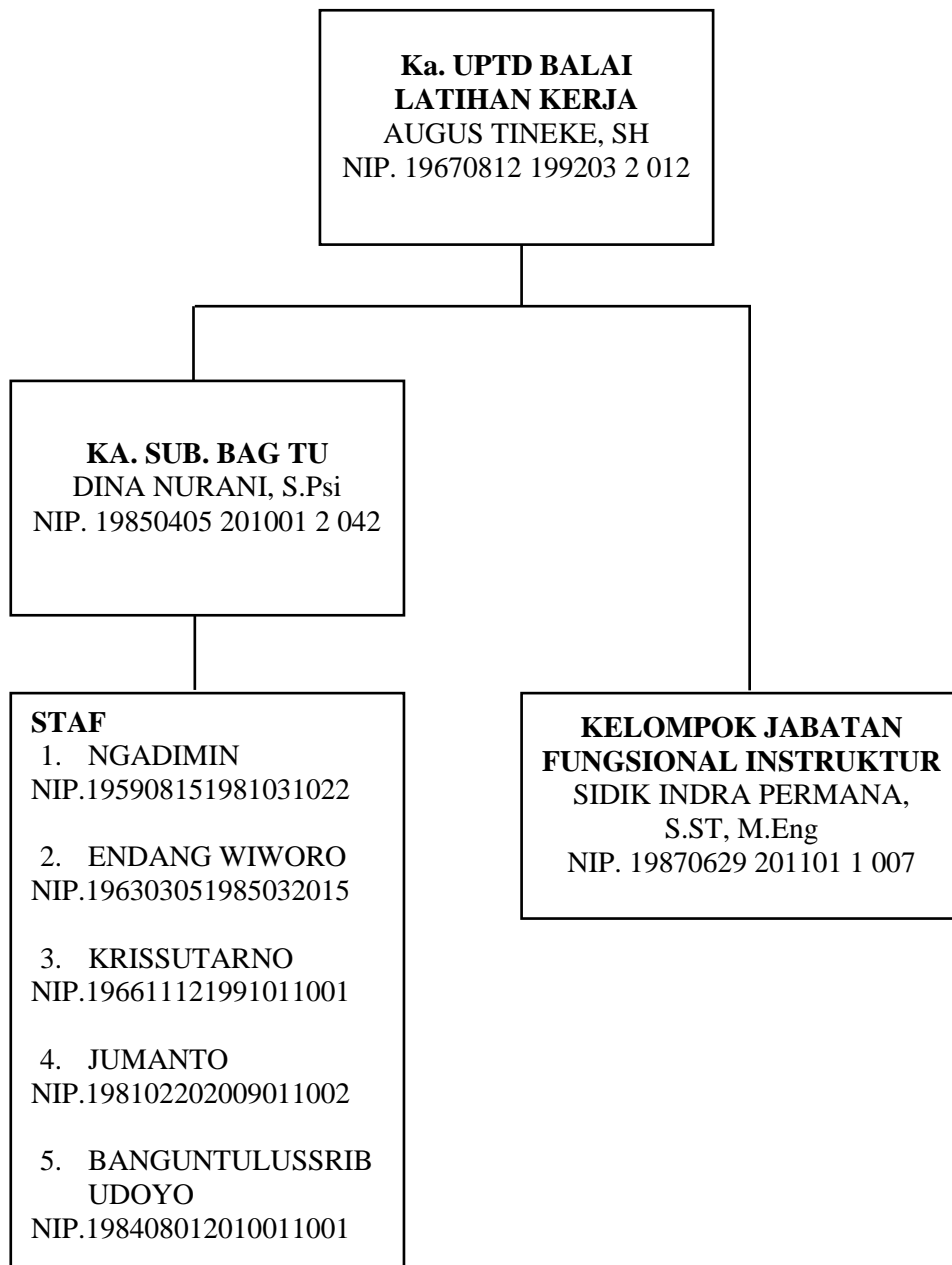 Ka. UPTD BALAI
LATIHAN KERJA
AUGUS TINEKE, SH
NIP. 19670812 199203 2 012
KA. SUB. BAG TU
DINA NURANI, S.Psi
NIP. 19850405 201001 2 042
STAF
1. NGADIMIN
NIP.195908151981031022
2. ENDANG WIWORO
NIP.196303051985032015
3. KRISSUTARNO
NIP.196611121991011001
4. JUMANTO
NIP.198102202009011002
5. BANGUNTULUSSRIB
UDOYO
NIP.198408012010011001
KELOMPOK JABATAN
FUNGSIONAL INSTRUKTUR
SIDIK INDRA PERMANA,
S.ST, M.Eng
NIP. 19870629 201101 1 007